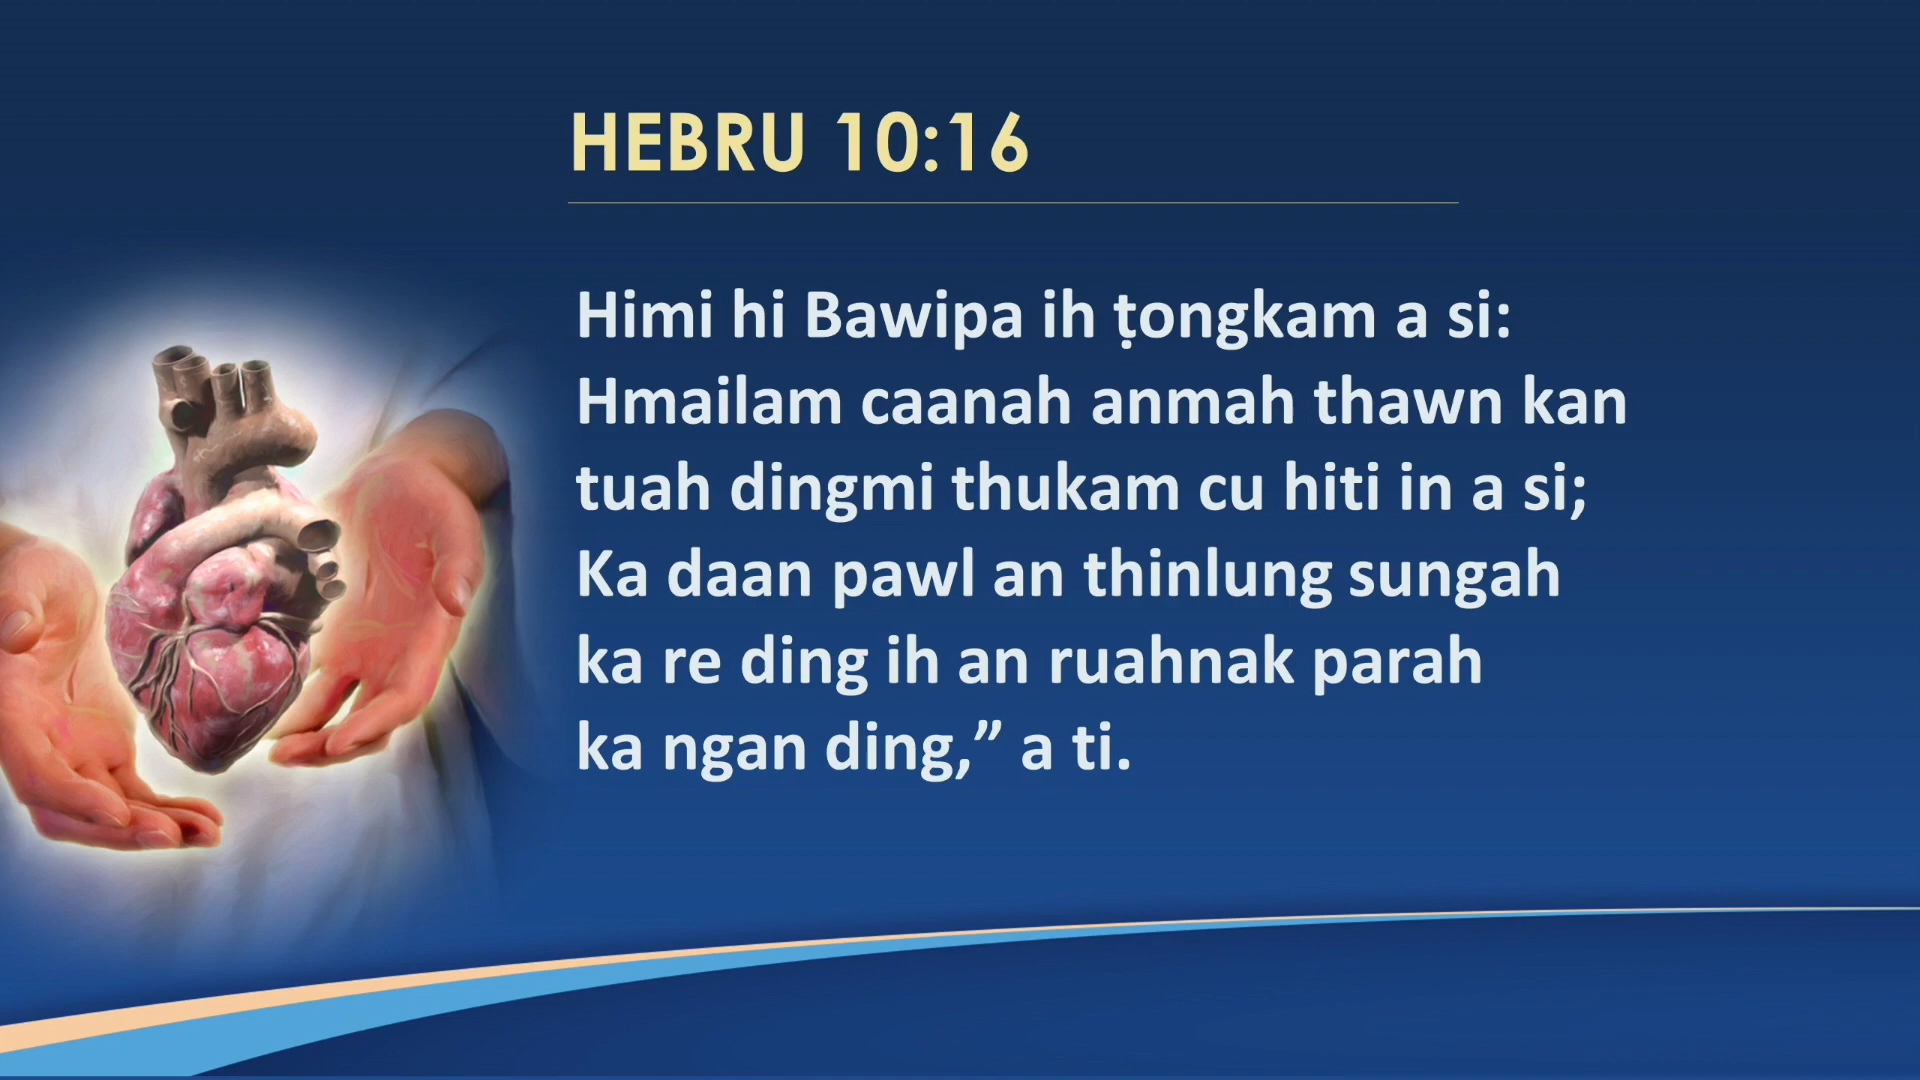 HEBRU 10:16
Himi hi Bawipa ih ṭongkam a si:
Hmailam caanah anmah thawn kan
tuah dingmi thukam cu hiti in a si;
Ka daan pawl an thinlung sungah
ka re ding ih an ruahnak parah
ka ngan ding,” a ti.